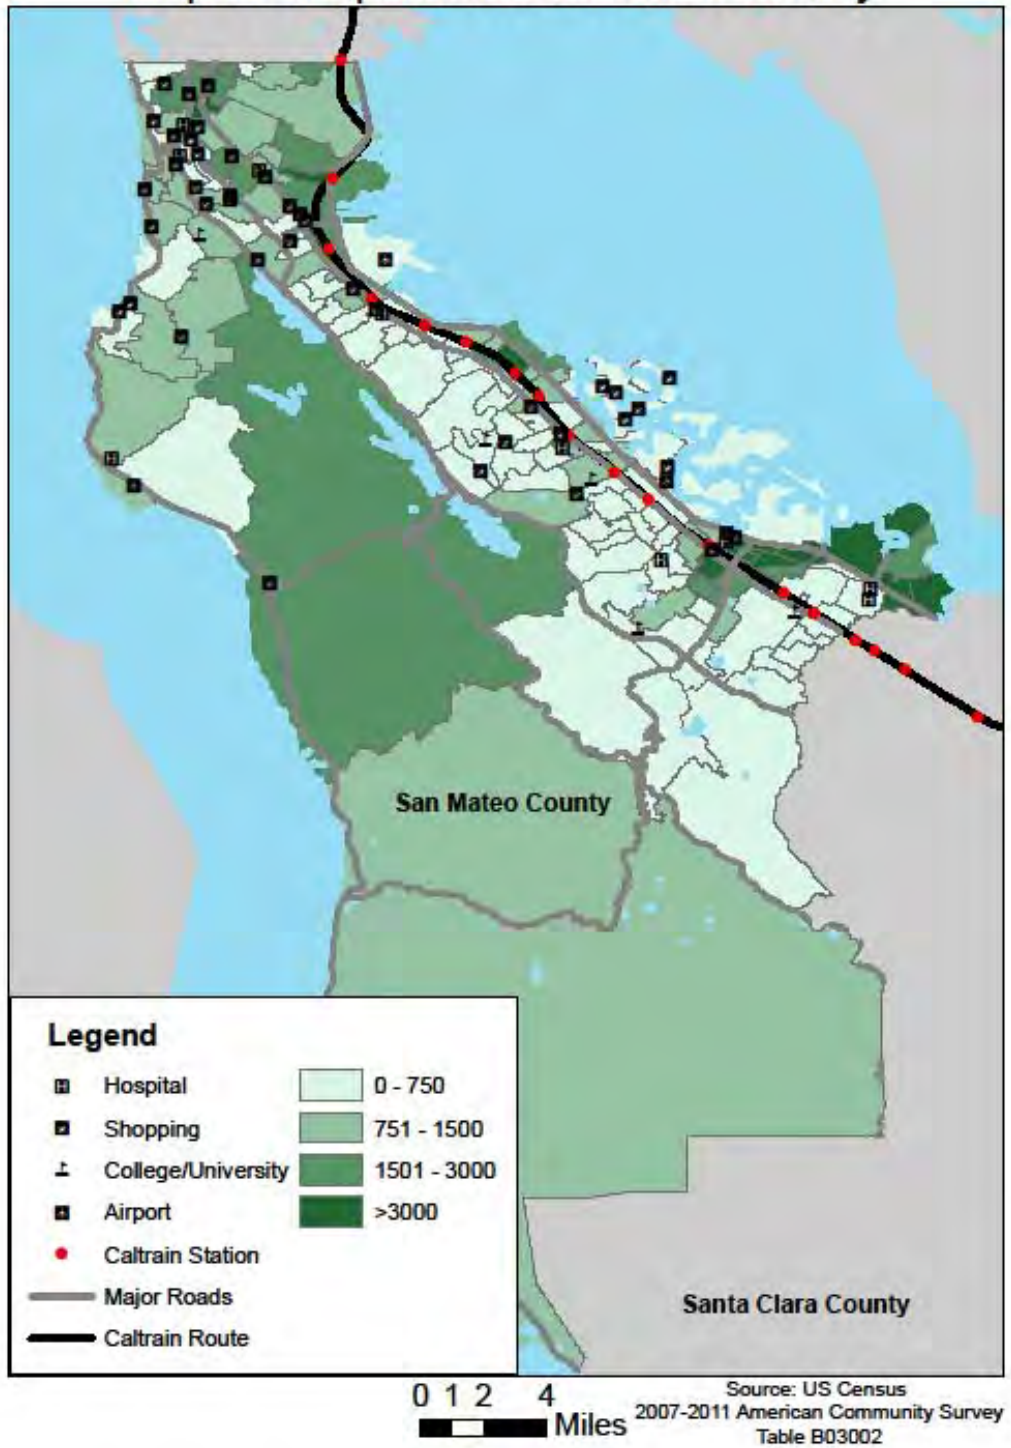 San Mateo County
Legend
Hospital 0 - 750
Shopping 751 - 1500
College/University 1501 - 3000
Airport >3000
Caltrain Station
Major Roads
Caltrain Route
Santa Clara County
0 1 2 4
Miles
Source: US Census
2007-2011 American Community Survey
Table B03002